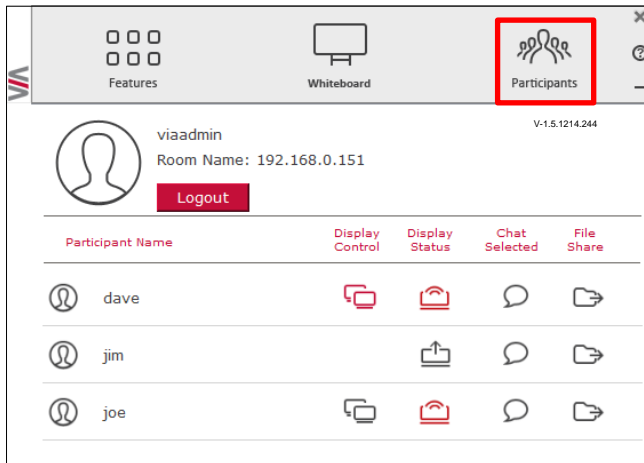 Features
Whiteboard
Participants
V-1.5.1214.244
viaadmin
Room Name: 192.168.0.151
Logout
Participant Name Display Control Display Status Chat Selected File Share
dave
jim
joe